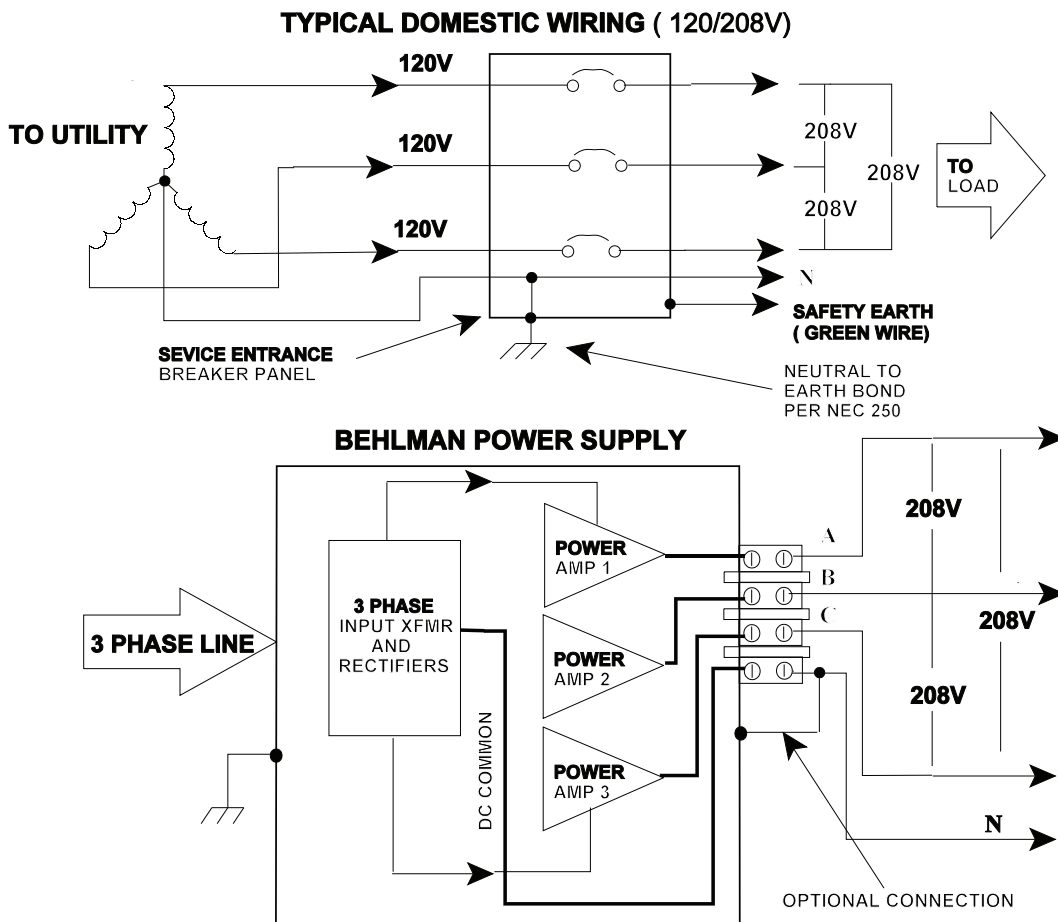 TYPICAL DOMESTIC WIRING ( 120/208V)
120V
TO UTILITY
120V
120V
208V
208V
208V
TO
LOAD
N
SAFETY EARTH
( GREEN WIRE)
SEVICE ENTRANCE
BREAKER PANEL
NEUTRAL TO
EARTH BOND
PER NEC 250
BEHLMAN POWER SUPPLY
3 PHASE LINE
3 PHASE
INPUT XFMR
AND
RECTIFIERS
DC COMMON
POWER
AMP 1
POWER
AMP 2
POWER
AMP 3
A
B
C
208V
208V
208V
N
OPTIONAL CONNECTION